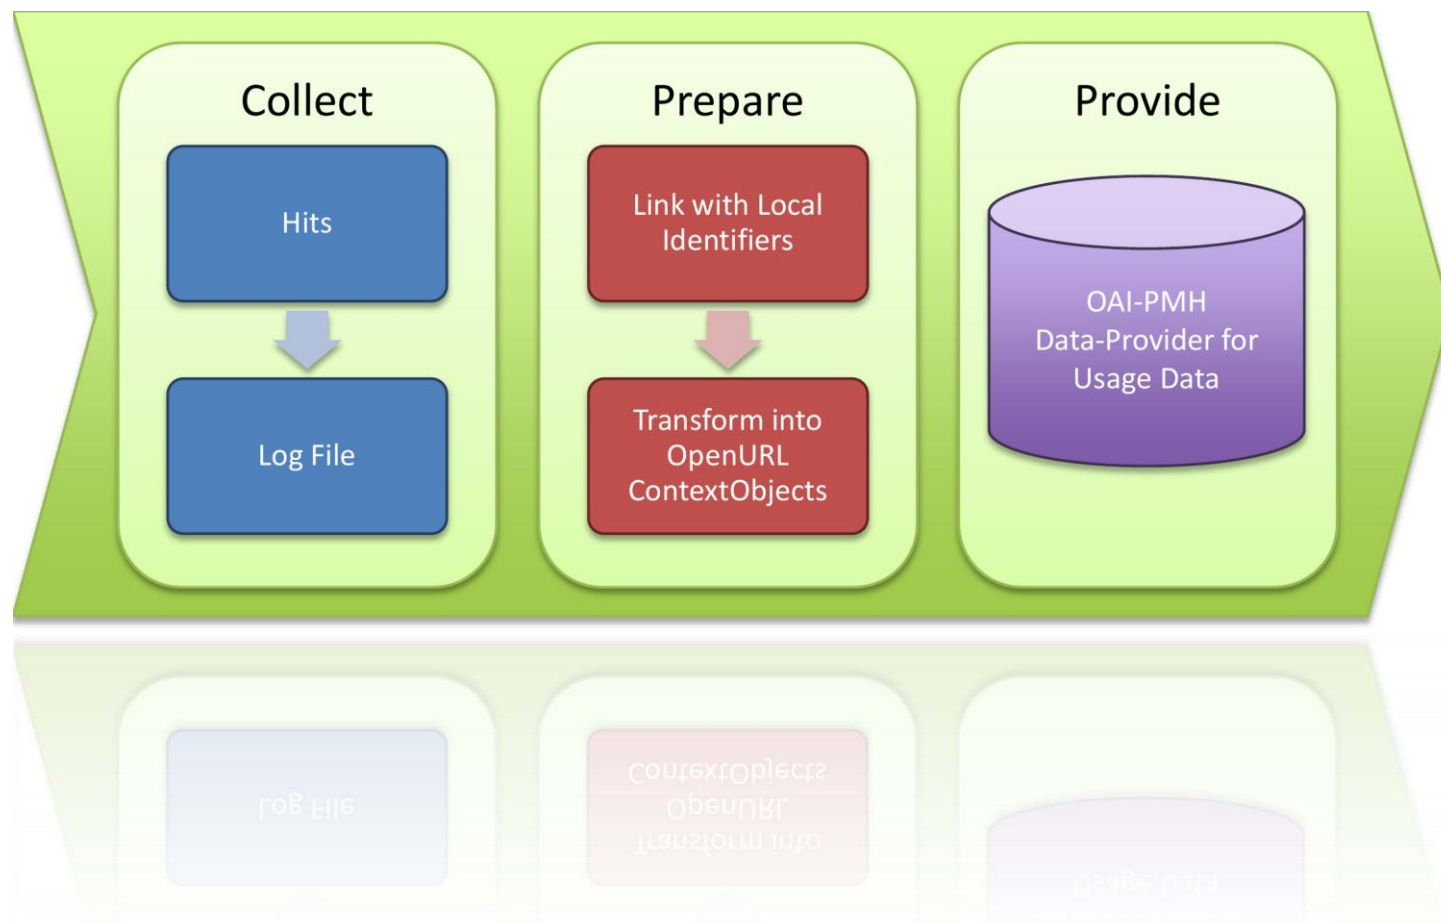 Collect
Hits
Log File
Prepare
Link with Local
Identifiers
Transform into
OpenURL
ContextObjects
Provide
OAI-PMH
Data-Provider for
Usage Data